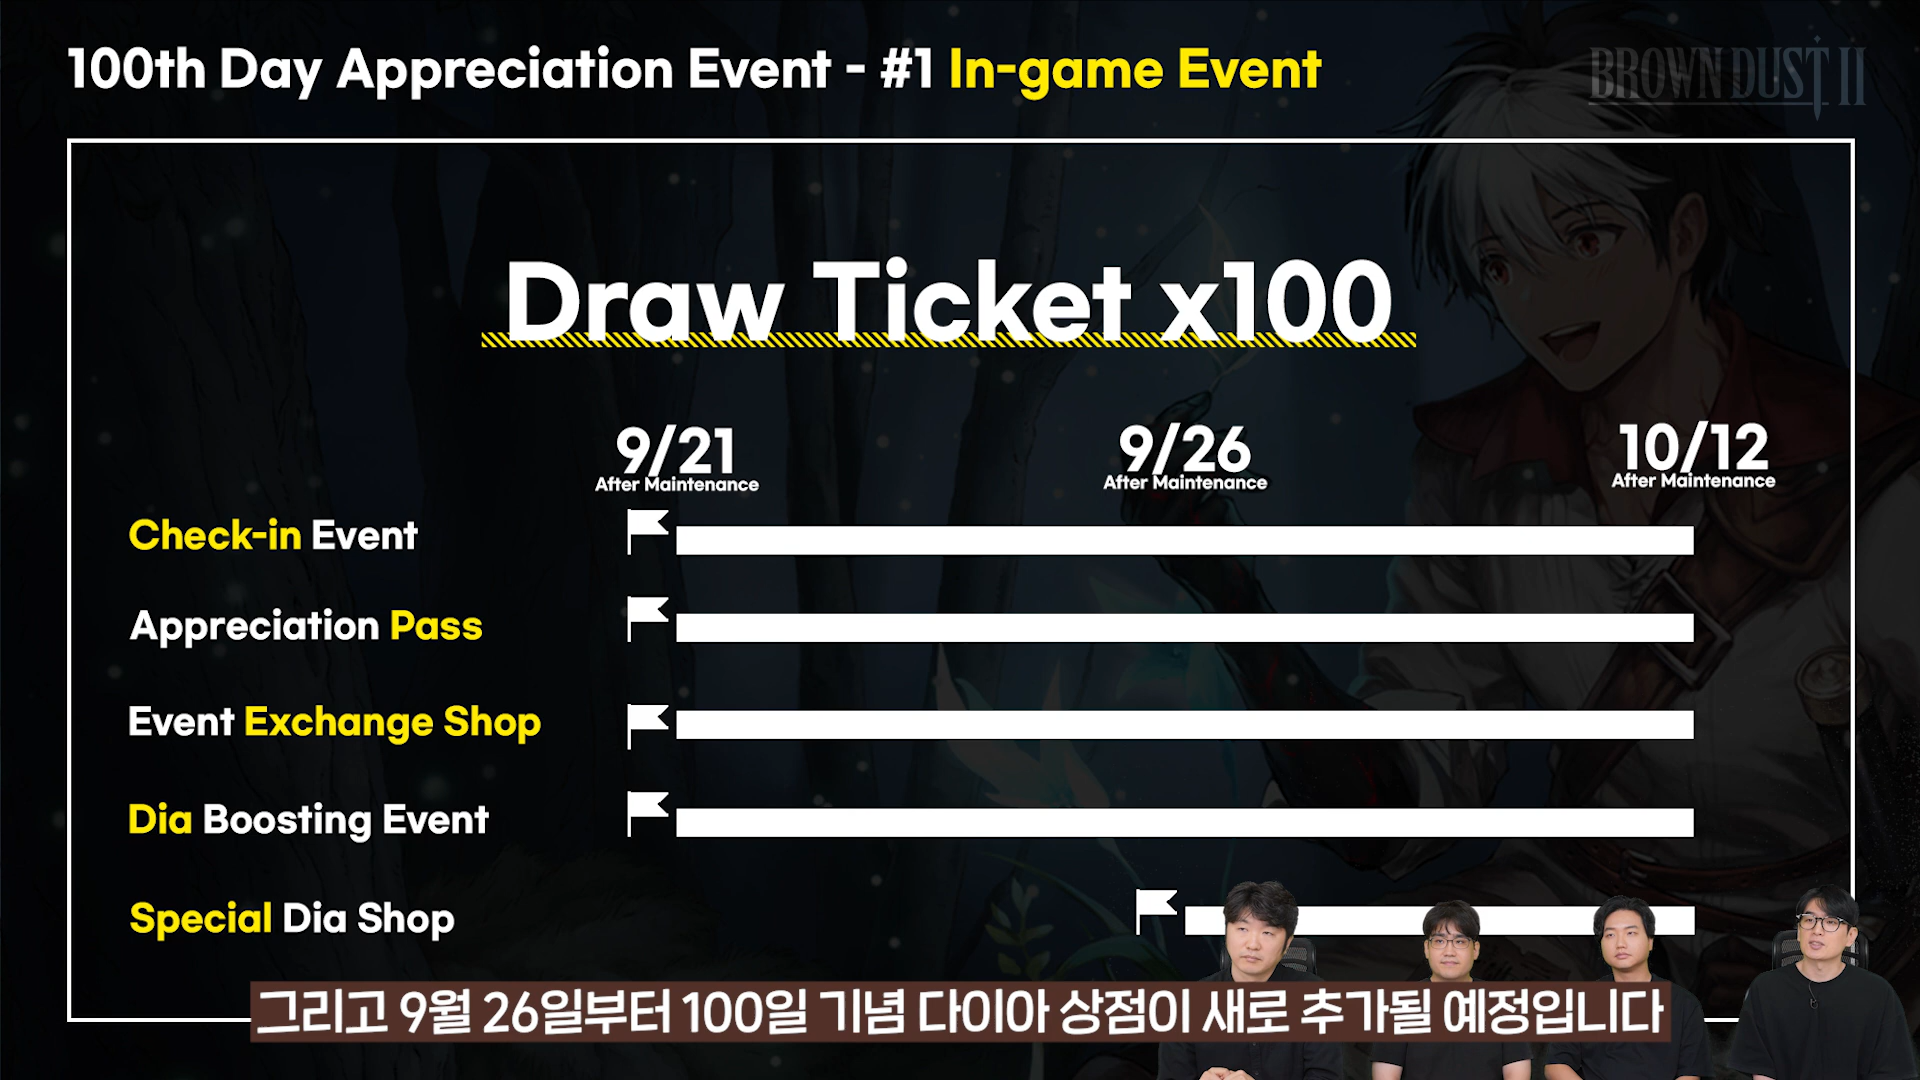 100th Day Appreciation Event - #1 In-game Event
BROWN DUST II
Draw Ticket x100
9/21
After Maintenance
9/26
After Maintenance
10/12
After Maintenance
Check-in Event
Appreciation Pass
Event Exchange Shop
Dia Boosting Event
Special Dia Shop
그리고 9월 26일부터 100일 기념 다이아 상점이 새로 추가될 예정입니다